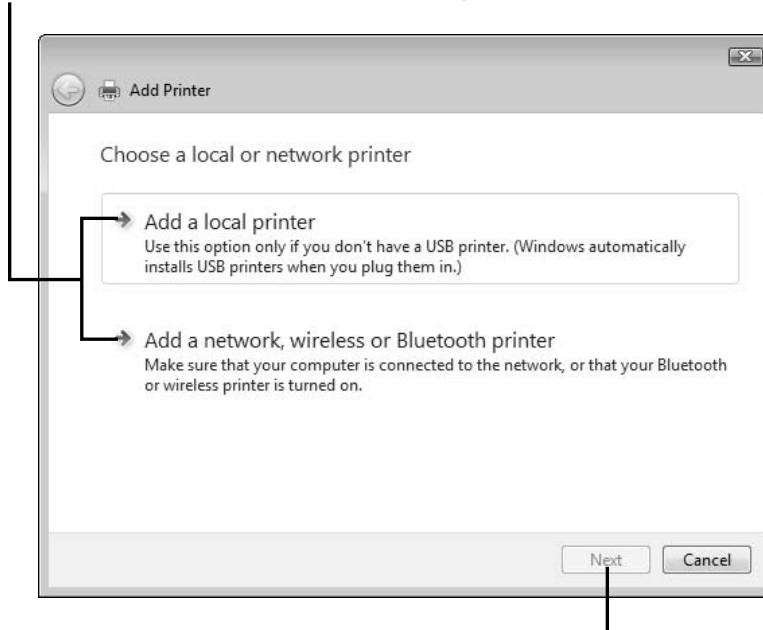 Add Printer
Choose a local or network printer
Add a local printer
Use this option only if you don't have a USB printer. (Windows automatically
installs USB printers when you plug them in.)
Add a network, wireless or Bluetooth printer
Make sure that your computer is connected to the network, or that your Bluetooth
or wireless printer is turned on.
Next
Cancel